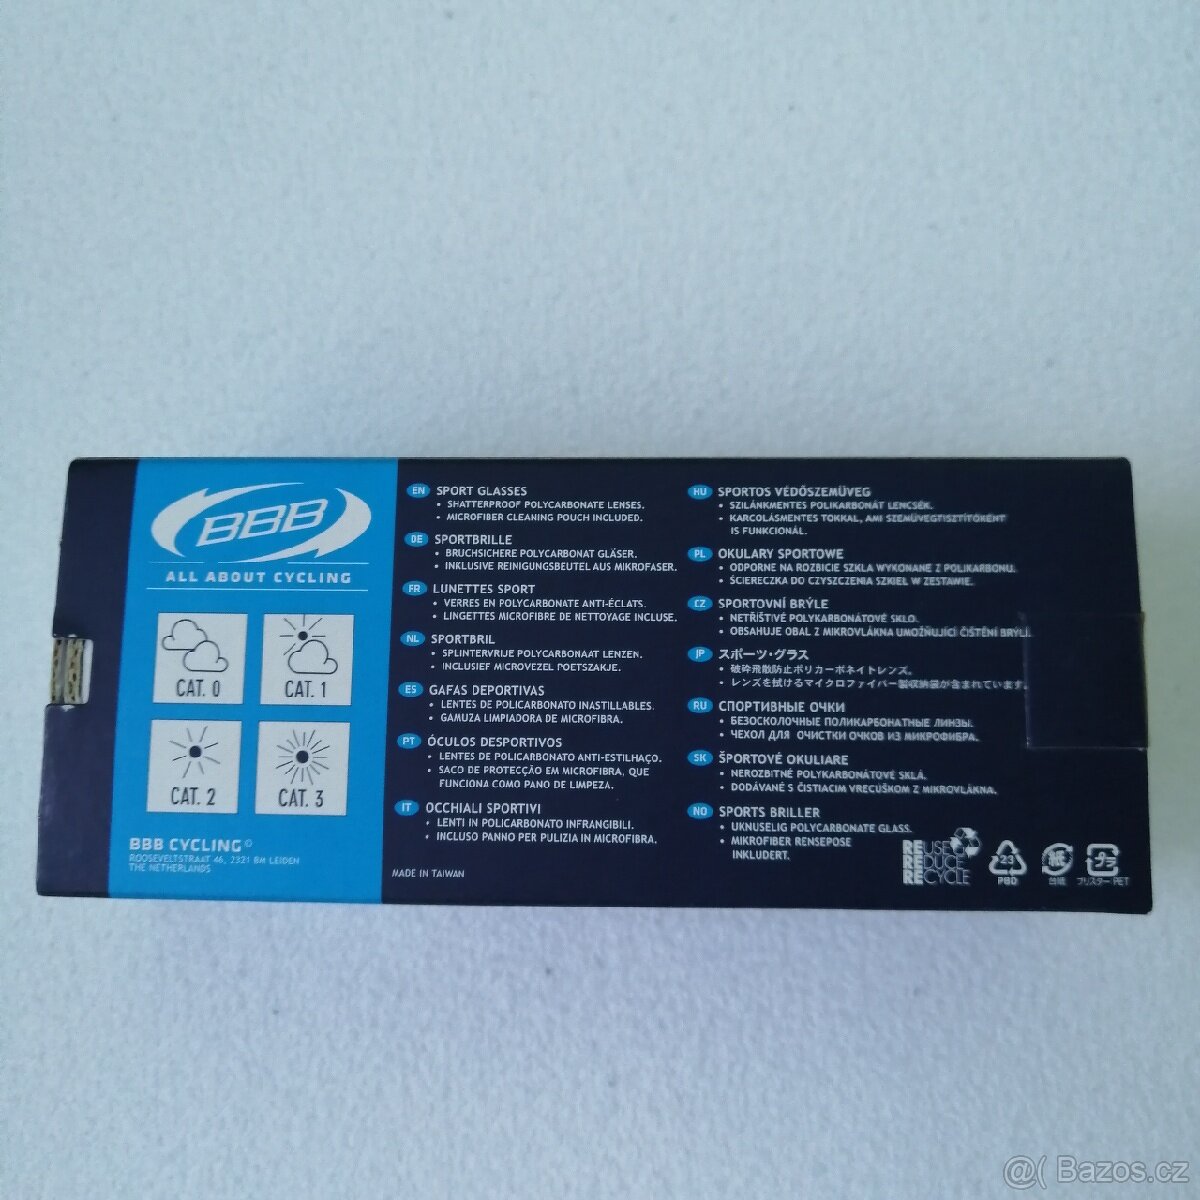 BBB
ALL ABOUT CYCLING
CAT. 0
CAT. 1
CAT. 2
CAT. 3
BBB CYCLING©
ROOSEVELTSTRAAT 46, 2321 BM LEIDEN
THE NETHERLANDS
EN SPORT GLASSES
• SHATTERPROOF POLYCARBONATE LENSES.
• MICROFIBER CLEANING POUCH INCLUDED.
DE SPORTBRILLE
• BRUCHSICHERE POLYCARBONAT GLÄSER.
• INKLUSIVE REINIGUNGSBEUTEL AUS MIKROFASER.
FR LUNETTES SPORT
• VERRES EN POLYCARBONATE ANTI-ÉCLATS.
• LINGETTES MICROFIBRE DE NETTOYAGE INCLUSE.
NL SPORTBRIL
• SPLINTERVRIJE POLYCARBONAAT LENZEN.
• INCLUSIEF MICROVEZEL POETSZAKJE.
ES GAFAS DEPORTIVAS
• LENTES DE POLICARBONATO INASTILLABLES.
• GAMUZA LIMPIADORA DE MICROFIBRA.
PT ÓCULOS DESPORTIVOS
• LENTES DE POLICARBONATO ANTI-ESTILHAÇO.
• SACO DE PROTECÇÃO EM MICROFIBRA, QUE
FUNCIONA COMO PANO DE LIMPEZA.
IT OCCHIALI SPORTIVI
• LENTI IN POLICARBONATO INFRANGIBILI.
• INCLUSO PANNO PER PULIZIA IN MICROFIBRA.
MADE IN TAIWAN
HU SPORTOS VÉDŐSZEMÜVEG
• SZILÁNKMENTES POLIKARBONÁT LENCSÉK.
• KARCOLÁSMENTES TOKKAL, AMI SZEMÜVEGTISZTÍTÓKÉNT
IS FUNKCIONÁL.
PL OKULARY SPORTOWE
• ODPORNE NA ROZBICIE SZKLA WYKONANE Z POLIKARBONU.
• ŚCIERECZKA DO CZYSZCZENIA SZKIEŁ W ZESTAWIE.
CZ SPORTOVNÍ BRÝLE
• NETŘÍŠTIVÉ POLYKARBONÁTOVÉ SKLO.
• OBSAHUJE OBAL Z MIKROVLÁKNA UMOŽŇUJÍCÍ ČIŠTĚNÍ BRÝLÍ.
JP スポーツ・グラス
• 破砕飛散防止ポリカーボネイトレンズ。
• レンズを拭けるマイクロファイバー製収納袋が含まれています。
RU СПОРТИВНЫЕ ОЧКИ
• БЕЗОСКОЛОЧНЫЕ ПОЛИКАРБОНАТНЫЕ ЛИНЗЫ.
• ЧЕХОЛ ДЛЯ ОЧИСТКИ ОЧКОВ ИЗ МИКРОФИБРА.
SK ŠPORTOVÉ OKULIARE
• NEROZBITNÉ POLYKARBONÁTOVÉ SKLÁ.
• DODÁVANÉ S ČISTIACIM VRECÚŠKOM Z MIKROVLÁKNA.
NO SPORTS BRILLER
• UKNUSELIG POLYCARBONATE GLASS.
• MIKROFIBER RENSEPOSE
INKLUDERT.
REUSE
REDUCE
RECYCLE
23
PBD
台紙
プラ
ブリスター PET
@( Bazos.cz